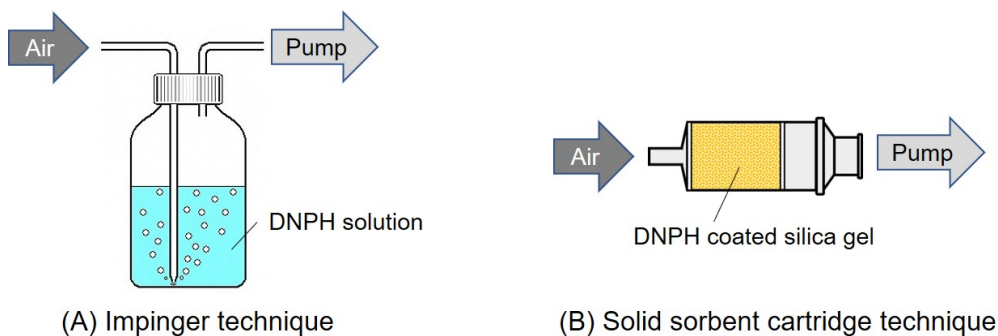 Air
Pump
DNPH solution
(A) Impinger technique
Air
Pump
DNPH coated silica gel
(B) Solid sorbent cartridge technique